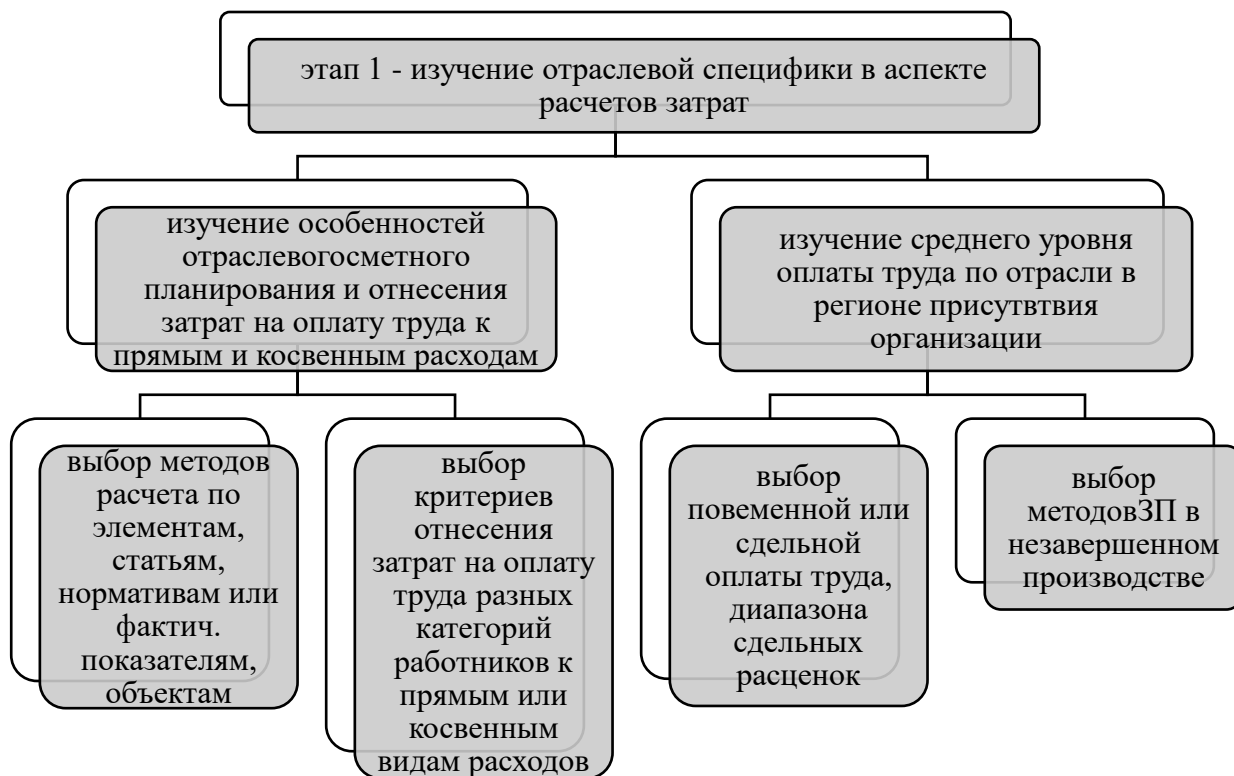 этап 1 - изучение отраслевой специфики в аспекте
расчетов затрат
изучение особенностей
отраслевогосметного
планирования и отнесения
затрат на оплату труда к
прямым и косвенным расходам
изучение среднего уровня
оплаты труда по отрасли в
регионе присутвтвия
организации
выбор методов
расчета по
элементам,
статьям,
нормативам или
фактич.
показателям,
объектам
выбор
критериев
отнесения
затрат на оплату
труда разных
категорий
работников к
прямым или
косвенным
видам расходов
выбор
повеменной или
сдельной
оплаты труда,
диапазона
сдельных
расценок
выбор
методовЗП в
незавершенном
производстве